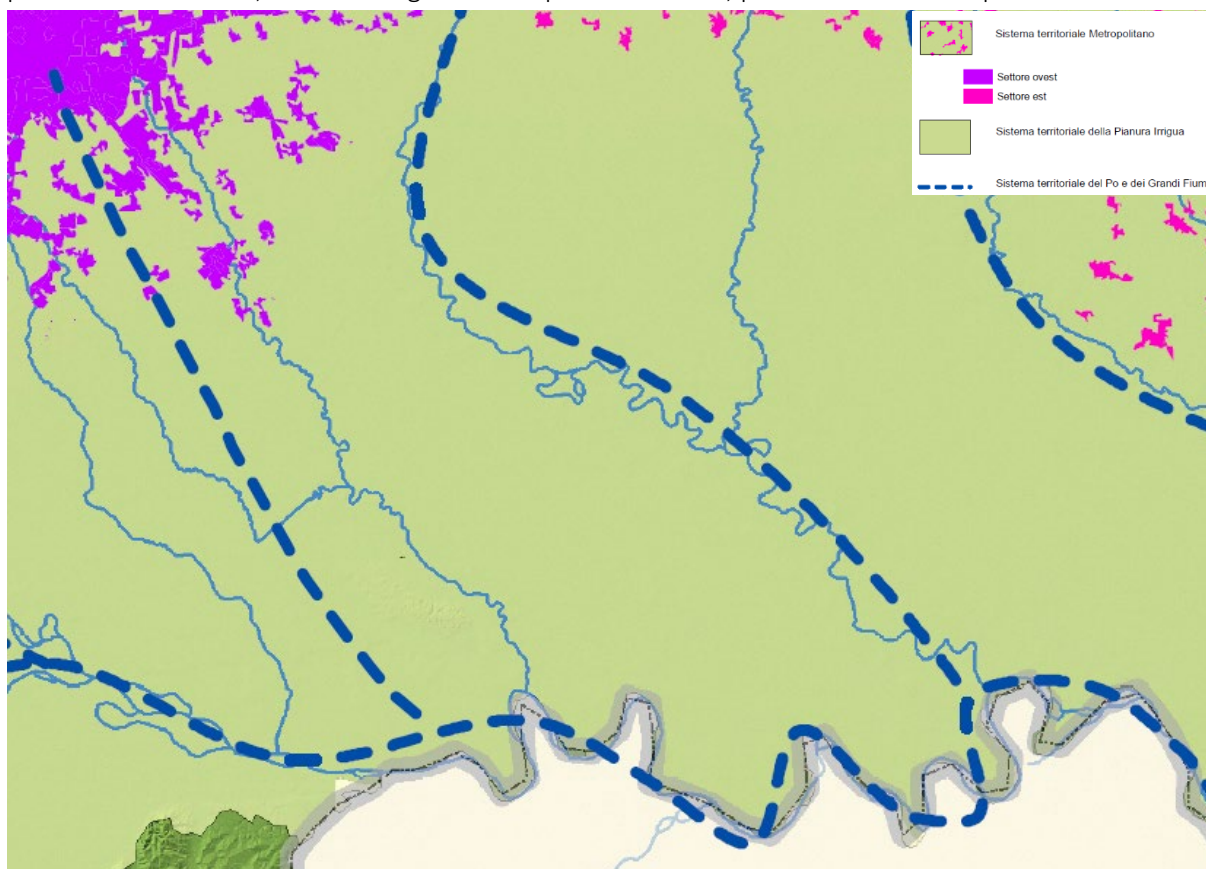 Sistema territoriale Metropolitano
Settore ovest
Settore est
Sistema territoriale della Pianura Irrigua
Sistema territoriale del Po e dei Grandi Fium